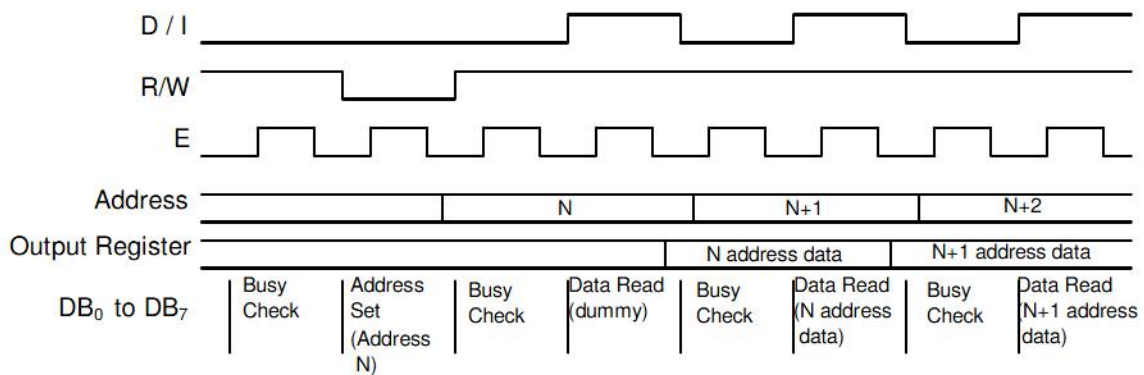 D / I
R/W
E
Address N N+1 N+2
Output Register N address data N+1 address data
DB₀ to DB₇
Busy
Check
Address
Set
(Address
N)
Busy
Check
Data Read
(dummy)
Busy
Check
Data Read
(N address
data)
Busy
Check
Data Read
(N+1 address
data)